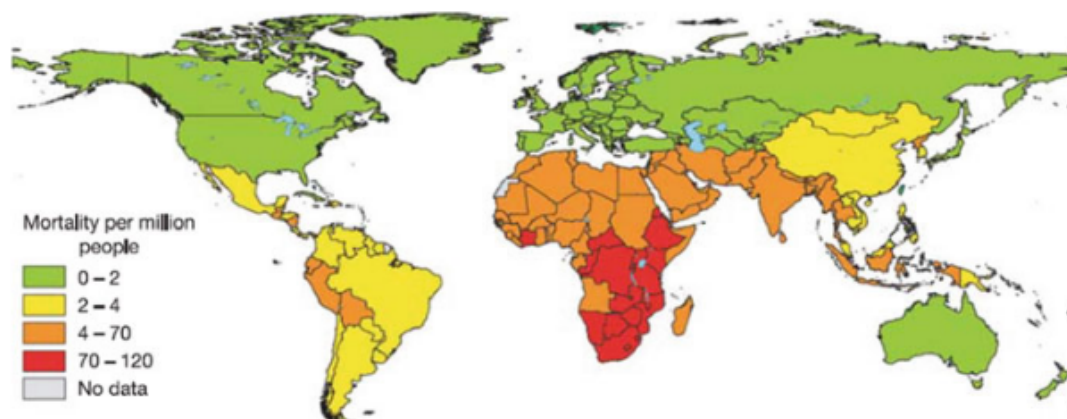 Mortality per million
people
0 – 2
2 – 4
4 – 70
70 – 120
No data